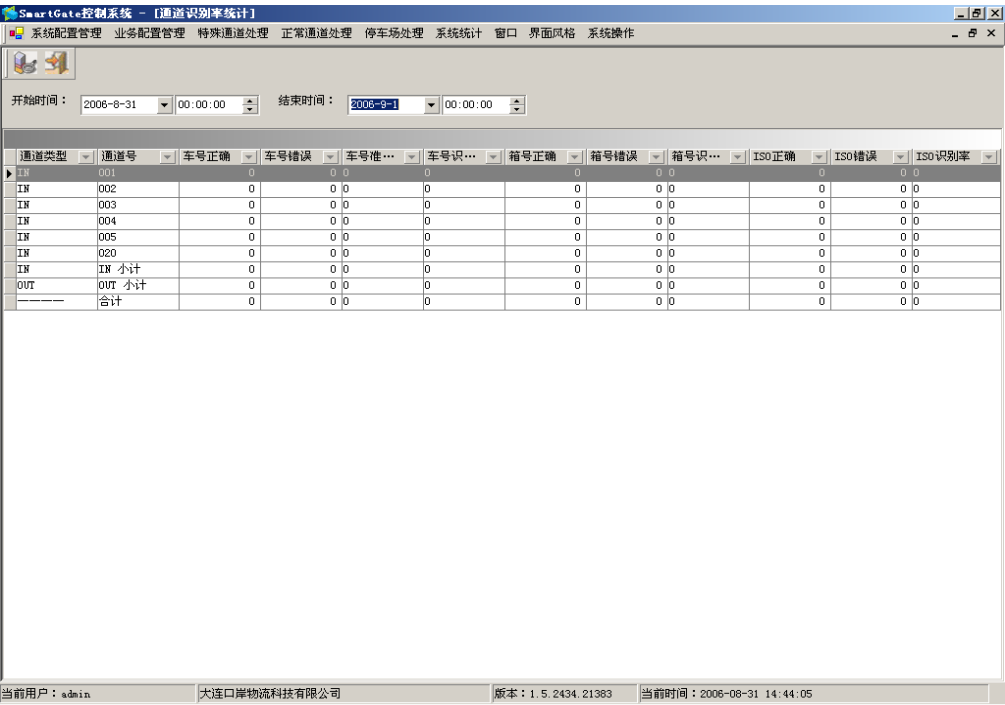 SmartGate控制系统 - [通道识别率统计]
系统配置管理 业务配置管理 特殊通道处理 正常通道处理 停车场处理 系统统计 窗口 界面风格 系统操作
开始时间： 2006-8-31 00:00:00 结束时间： 2006-9-1 00:00:00
通道类型 通道号 车号正确 车号错误 车号准… 车号识… 箱号正确 箱号错误 箱号识… ISO正确 ISO错误 ISO识别率
IN 001 0 0 0 0 0 0 0 0 0 0
IN 002 0 0 0 0 0 0 0 0 0 0
IN 003 0 0 0 0 0 0 0 0 0 0
IN 004 0 0 0 0 0 0 0 0 0 0
IN 005 0 0 0 0 0 0 0 0 0 0
IN 020 0 0 0 0 0 0 0 0 0 0
IN IN 小计 0 0 0 0 0 0 0 0 0 0
OUT OUT 小计 0 0 0 0 0 0 0 0 0 0
———— 合计 0 0 0 0 0 0 0 0 0 0
当前用户：admin 大连口岸物流科技有限公司 版本：1.5.2434.21383 当前时间：2006-08-31 14:44:05